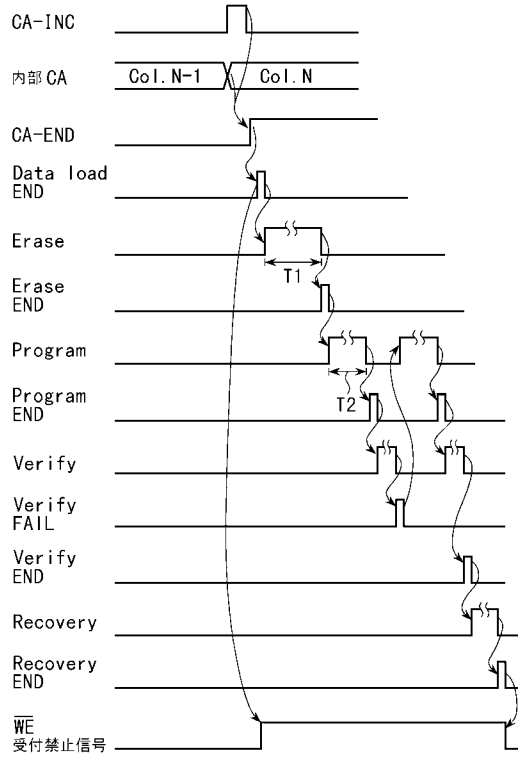 CA-INC
内部CA
Col.N-1
Col.N
CA-END
Data load
END
Erase
T1
Erase
END
Program
T2
Program
END
Verify
Verify
FAIL
Verify
END
Recovery
Recovery
END
WE
受付禁止信号